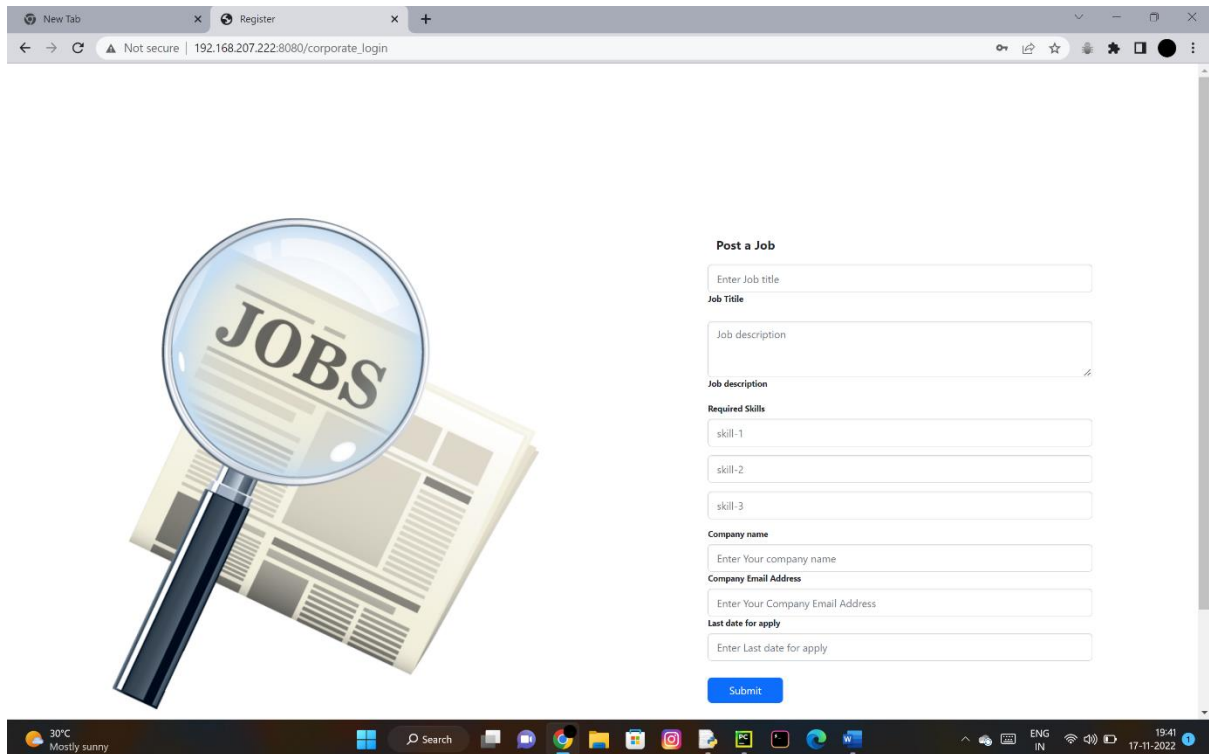 New Tab
Register
Not secure | 192.168.207.222:8080/corporate_login
JOBS
Post a Job
Enter Job title
Job Titile
Job description
Job description
Required Skills
skill-1
skill-2
skill-3
Company name
Enter Your company name
Company Email Address
Enter Your Company Email Address
Last date for apply
Enter Last date for apply
Submit
30°C
Mostly sunny
Search
PC
W
ENG
IN
19:41
17-11-2022
1